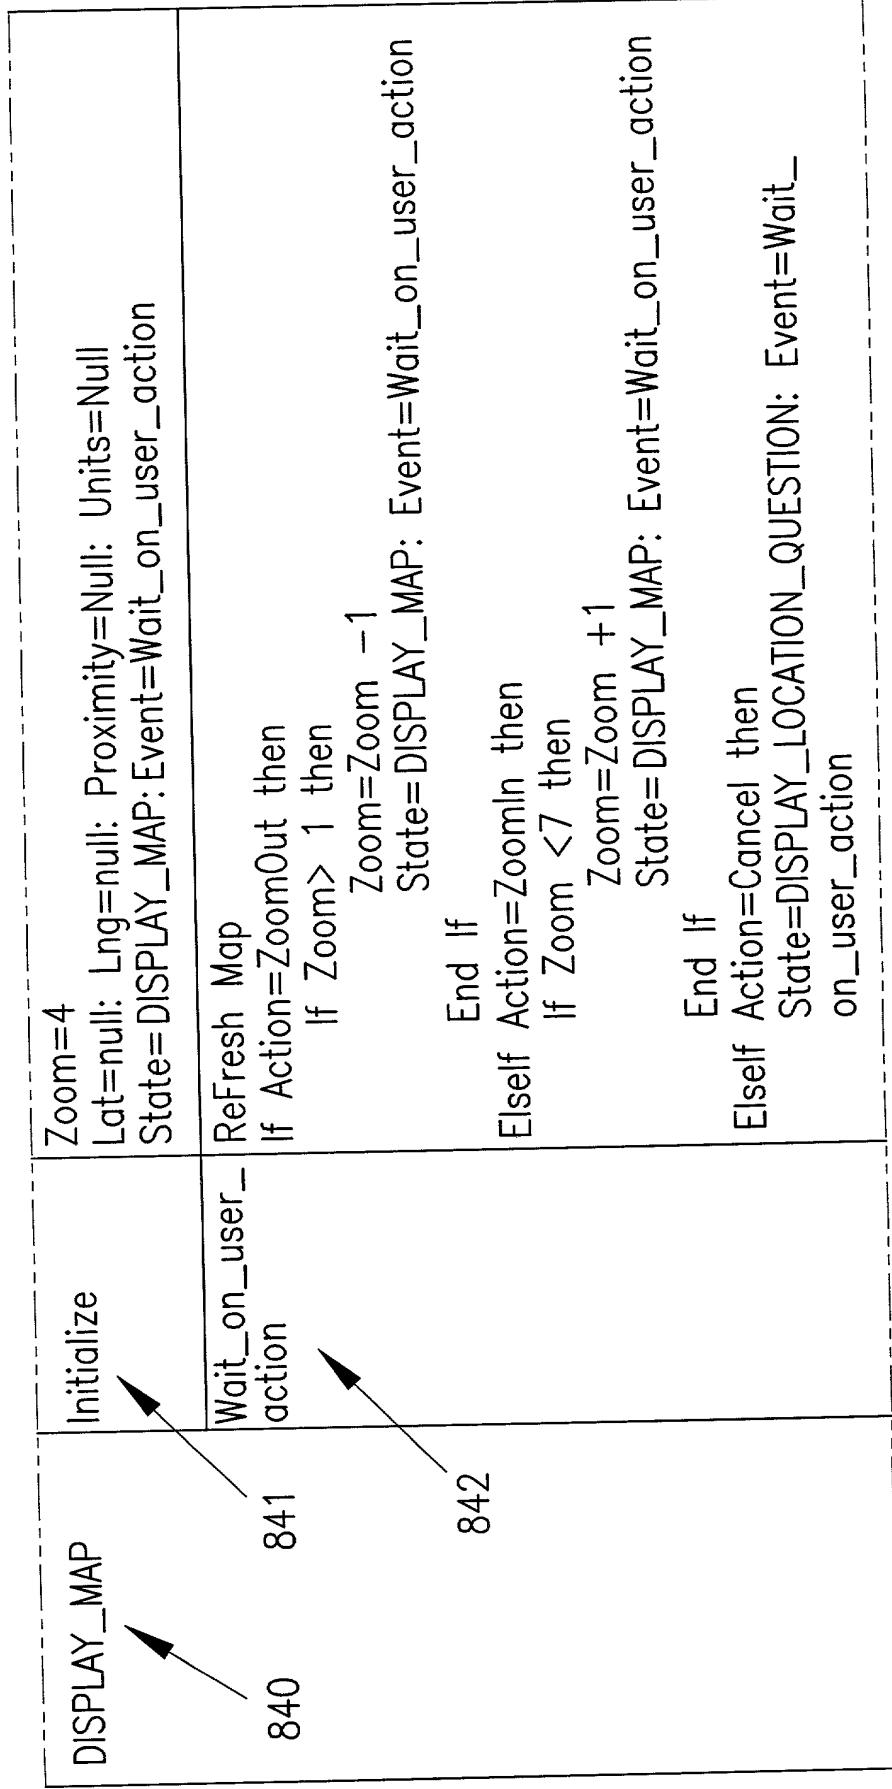 DISPLAY_MAP
840
Initialize
841
Zoom=4
Lat=null: Lng=null: Proximity=Null: Units=Null
State=DISPLAY_MAP:Event=Wait_on_user_action
Wait_on_user_
action
842
ReFresh Map
If Action=ZoomOut then
If Zoom> 1 then
Zoom=Zoom −1
State=DISPLAY_MAP: Event=Wait_on_user_action
End If
ElseIf Action=ZoomIn then
If Zoom <7 then
Zoom +1
State=DISPLAY_MAP: Event=Wait_on_user_action
End If
ElseIf Action=Cancel then
State=DISPLAY_LOCATION_QUESTION: Event=Wait_
on_user_action